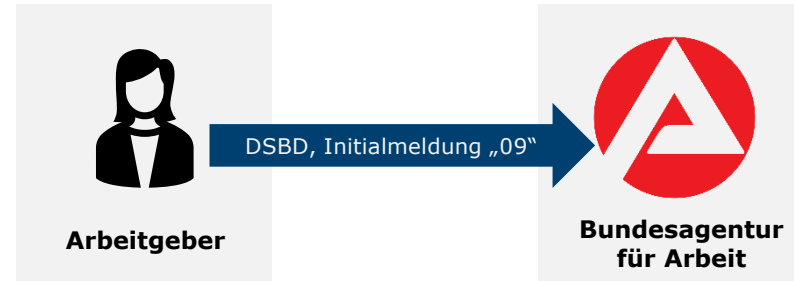 DSBD, Initialmeldung „09“
Arbeitgeber
Bundesagentur
für Arbeit